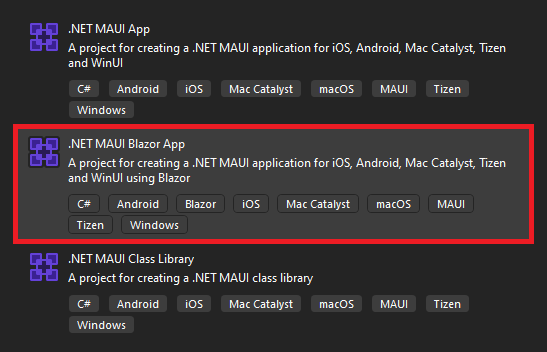 .NET MAUI App
A project for creating a .NET MAUI application for iOS, Android, Mac Catalyst, Tizen
and WinUI
C# Android iOS Mac Catalyst macOS MAUI Tizen
Windows
.NET MAUI Blazor App
A project for creating a .NET MAUI application for iOS, Android, Mac Catalyst, Tizen
and WinUI using Blazor
C# Android Blazor iOS Mac Catalyst macOS MAUI
Tizen Windows
.NET MAUI Class Library
A project for creating a .NET MAUI class library
C# Android iOS Mac Catalyst macOS MAUI Tizen
Windows